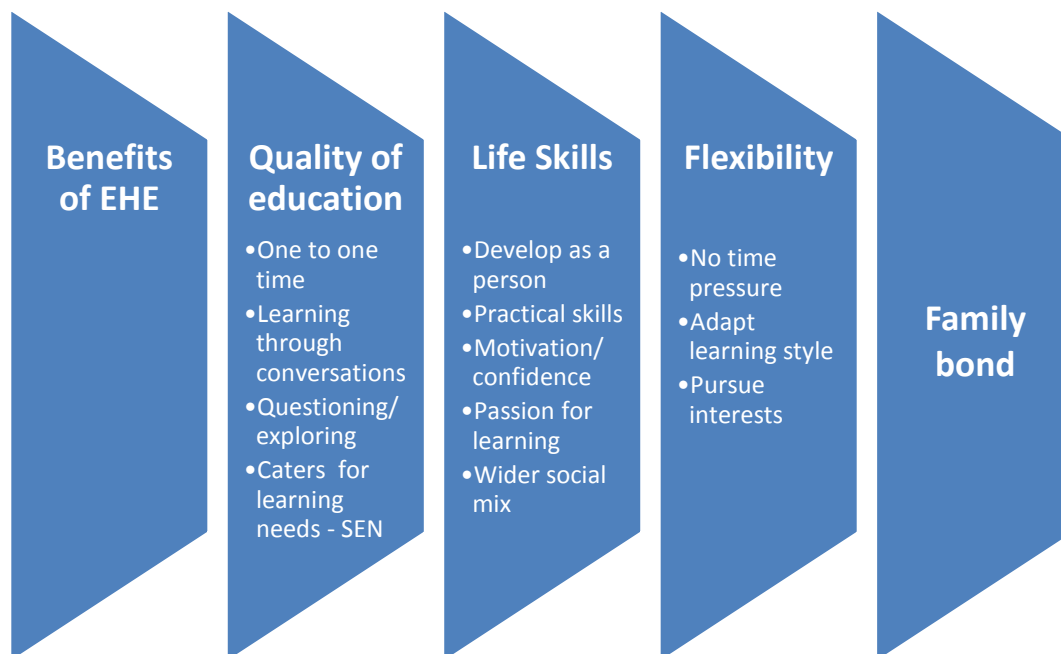 Benefits
of EHE
Quality of
education
•One to one
time
•Learning
through
conversations
•Questioning/
exploring
•Caters  for
learning
needs - SEN
Life Skills
•Develop as a
person
•Practical skills
•Motivation/
confidence
•Passion for
learning
•Wider social
mix
Flexibility
•No time
pressure
•Adapt
learning style
•Pursue
interests
Family
bond